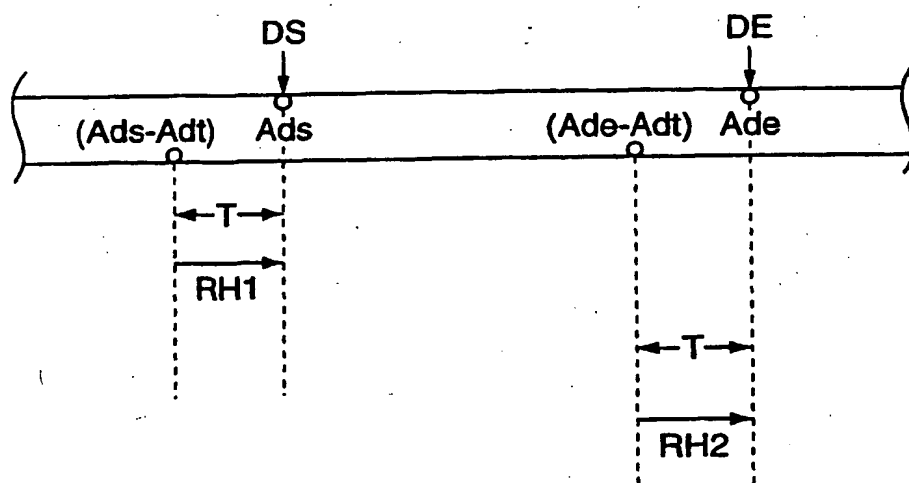 DS DE
(Ads-Adt) Ads (Ade-Adt) Ade
T
RH1
T
RH2